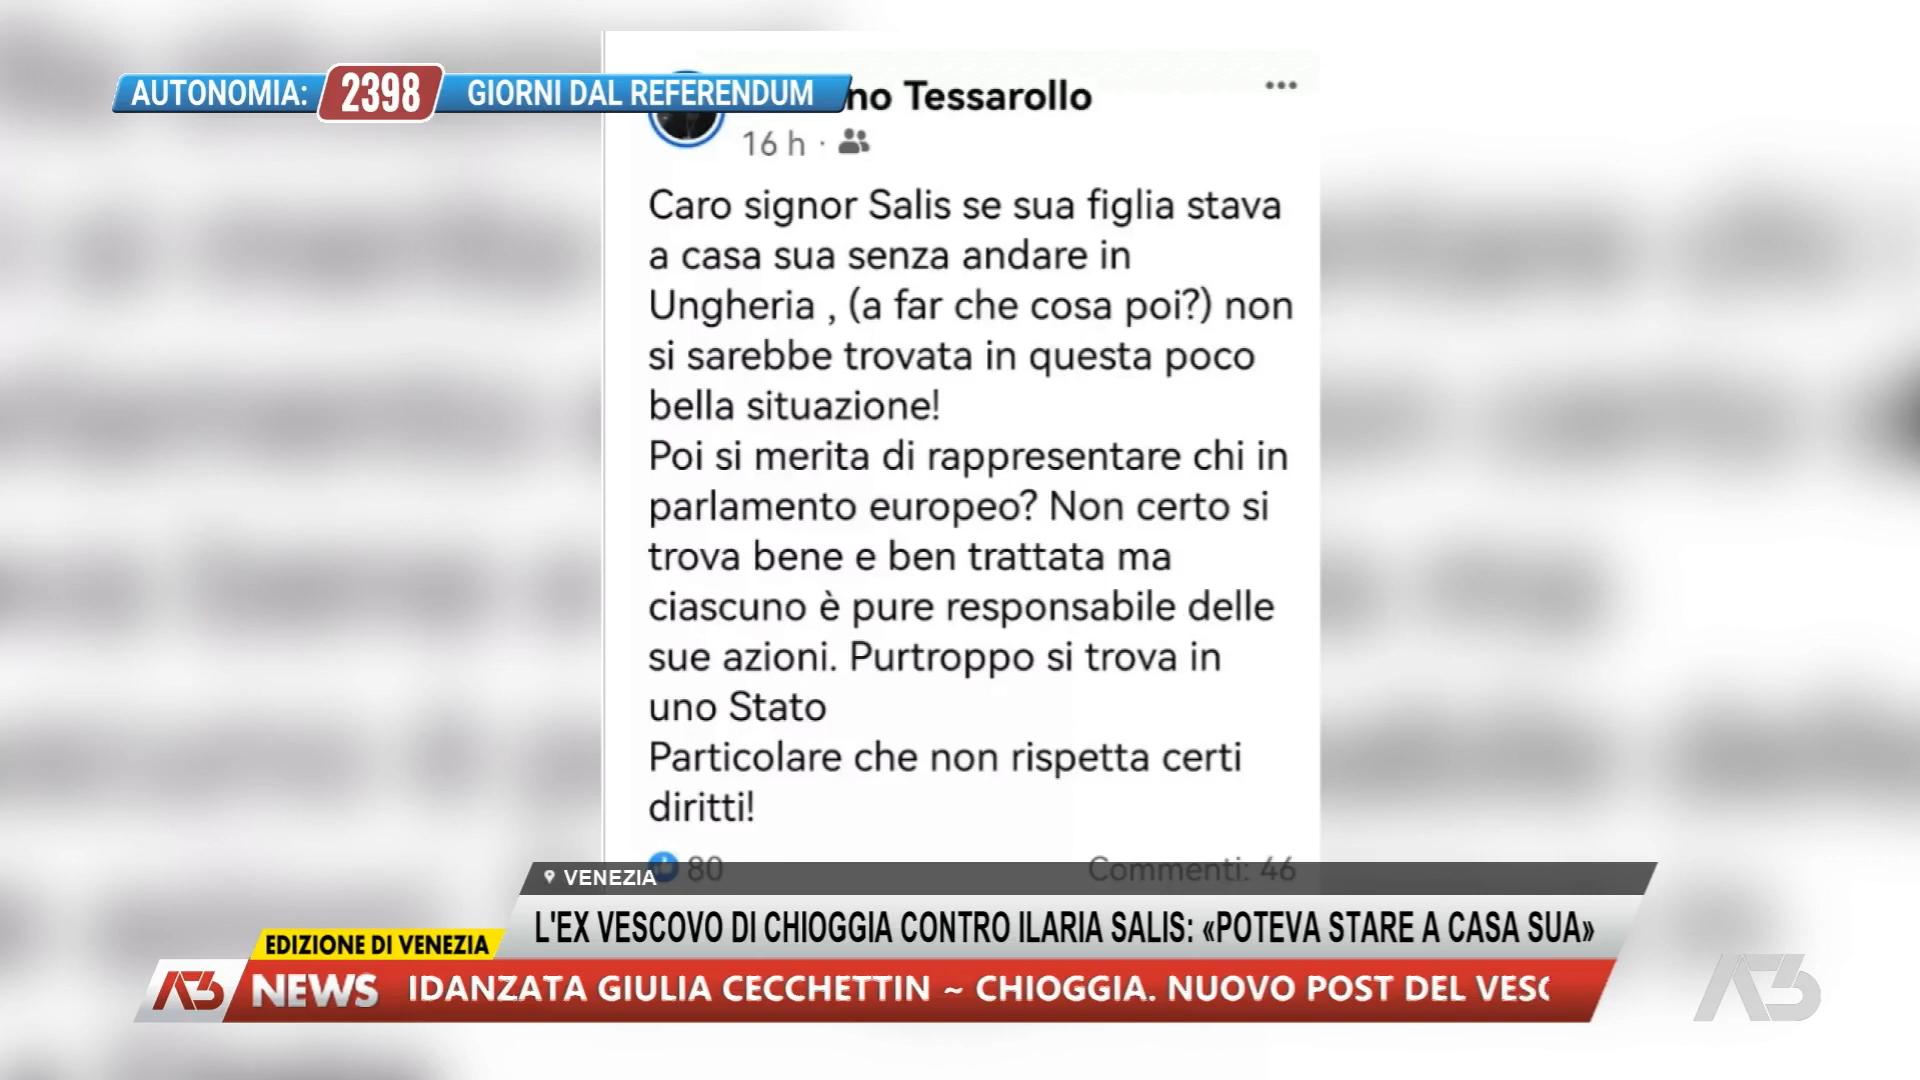 AUTONOMIA: 2398 GIORNI DAL REFERENDUM
no Tessarollo
16 h ·
Caro signor Salis se sua figlia stava
a casa sua senza andare in
Ungheria , (a far che cosa poi?) non
si sarebbe trovata in questa poco
bella situazione!
Poi si merita di rappresentare chi in
parlamento europeo? Non certo si
trova bene e ben trattata ma
ciascuno è pure responsabile delle
sue azioni. Purtroppo si trova in
uno Stato
Particolare che non rispetta certi
diritti!
80 Commenti: 46
VENEZIA
L'EX VESCOVO DI CHIOGGIA CONTRO ILARIA SALIS: «POTEVA STARE A CASA SUA»
EDIZIONE DI VENEZIA
A3 NEWS IDANZATA GIULIA CECCHETTIN ~ CHIOGGIA. NUOVO POST DEL VESC
A3